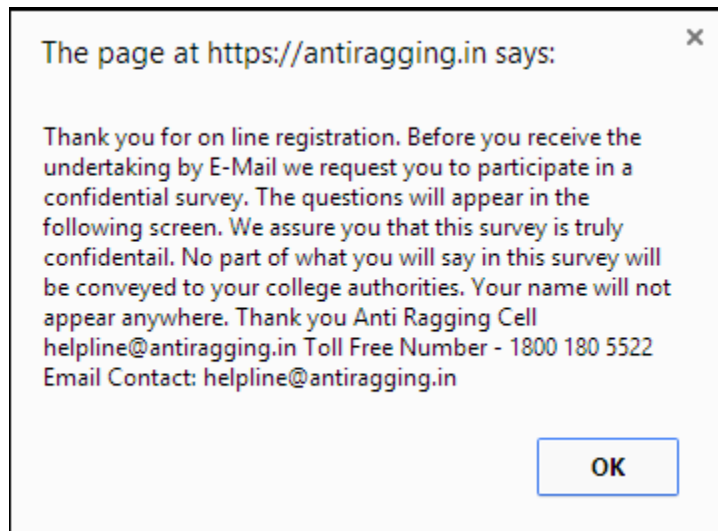 The page at https://antiragging.in says:
Thank you for on line registration. Before you receive the
undertaking by E-Mail we request you to participate in a
confidential survey. The questions will appear in the
following screen. We assure you that this survey is truly
confidentail. No part of what you will say in this survey will
be conveyed to your college authorities. Your name will not
appear anywhere. Thank you Anti Ragging Cell
helpline@antiragging.in Toll Free Number - 1800 180 5522
Email Contact: helpline@antiragging.in
OK